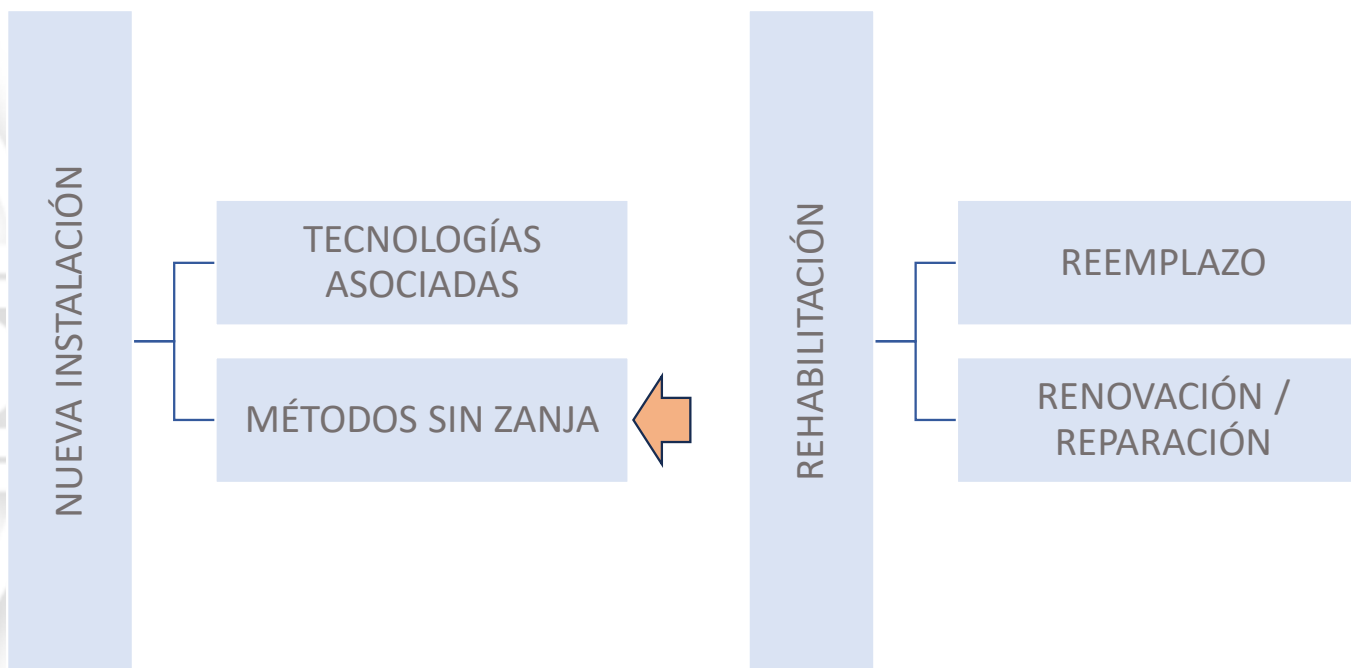 NUEVA INSTALACIÓN
TECNOLOGÍAS
ASOCIADAS
MÉTODOS SIN ZANJA
REHABILITACIÓN
REEMPLAZO
RENOVACIÓN /
REPARACIÓN